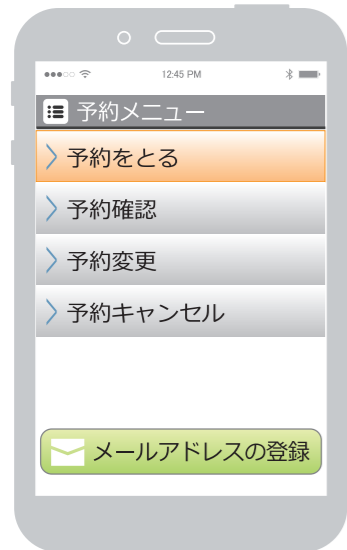 12:45 PM
予約メニュー
予約をとる
予約確認
予約変更
予約キャンセル
メールアドレスの登録